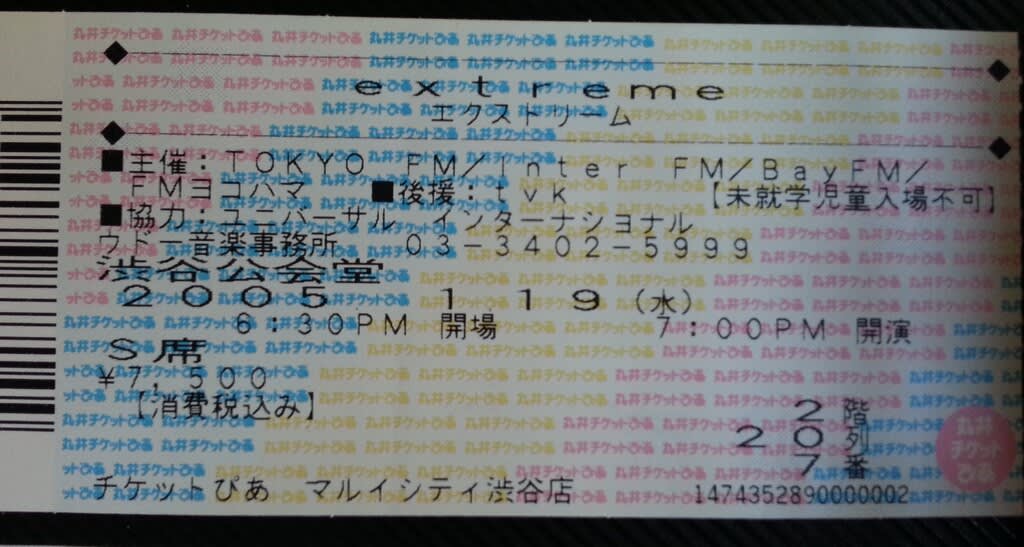 extreme
エクストリーム
■主催：TOKYO FM／Inter FM／BayFM／
FMヨコハマ ■後援：tvk 【未就学児童入場不可】
■協力：ユニバーサル インターナショナル
ウドー音楽事務所 03-3402-5999
渋谷公会堂
2005 1 19 (水)
6:30PM 開場 7:00PM 開演
S席
¥7,500
【消費税込み】
2階
20列
7番
丸井
チケット
ぴあ
チケットぴあ マルイシティ渋谷店 1474352890000002